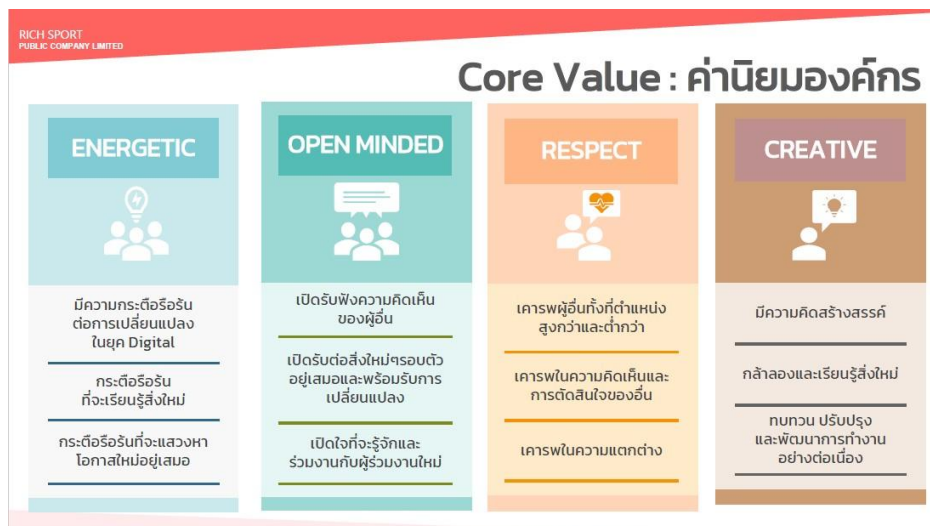 RICH SPORT
PUBLIC COMPANY LIMITED
Core Value : ค่านิยมองค์กร
ENERGETIC
มีความกระตือรือร้น
ต่อการเปลี่ยนแปลง
ในยุค Digital
กระตือรือร้น
ที่จะเรียนรู้สิ่งใหม่
กระตือรือร้นที่จะแสวงหา
โอกาสใหม่อยู่เสมอ
OPEN MINDED
เปิดรับฟังความคิดเห็น
ของผู้อื่น
เปิดรับต่อสิ่งใหม่ๆรอบตัว
อยู่เสมอและพร้อมรับการ
เปลี่ยนแปลง
เปิดใจที่จะรู้จักและ
ร่วมงานกับผู้ร่วมงานใหม่
RESPECT
เคารพผู้อื่นทั้งที่ตำแหน่ง
สูงกว่าและต่ำกว่า
เคารพในความคิดเห็นและ
การตัดสินใจของอื่น
เคารพในความแตกต่าง
CREATIVE
มีความคิดสร้างสรรค์
กล้าลองและเรียนรู้สิ่งใหม่
ทบทวน ปรับปรุง
และพัฒนาการทำงาน
อย่างต่อเนื่อง